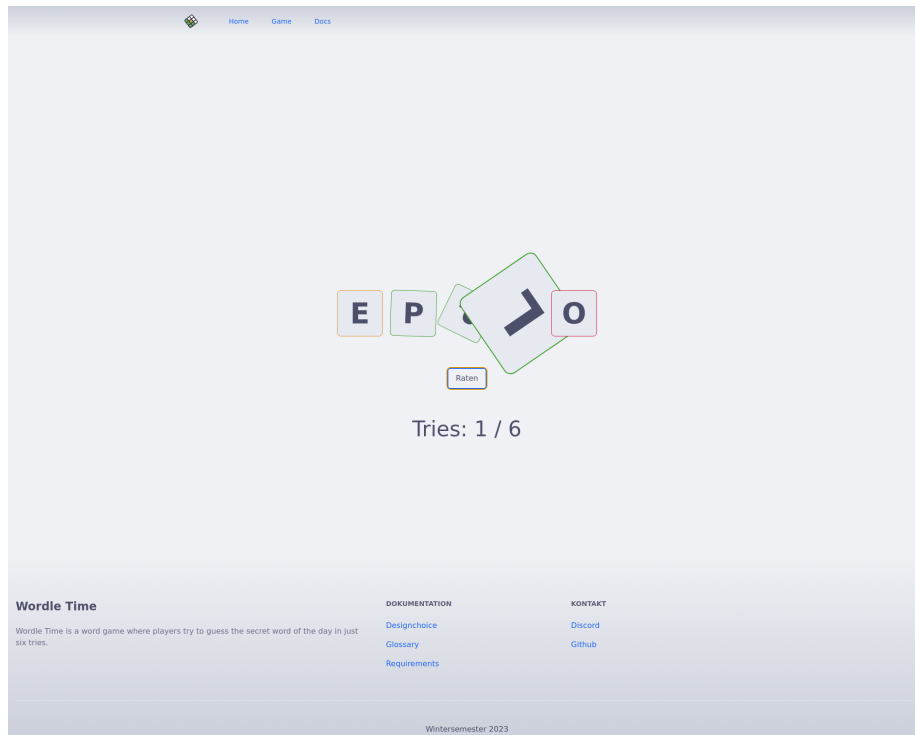 Home Game Docs
E P L O
Raten
Tries: 1 / 6
Wordle Time
Wordle Time is a word game where players try to guess the secret word of the day in just
six tries.
DOKUMENTATION
Designchoice
Glossary
Requirements
KONTAKT
Discord
Github
Wintersemester 2023